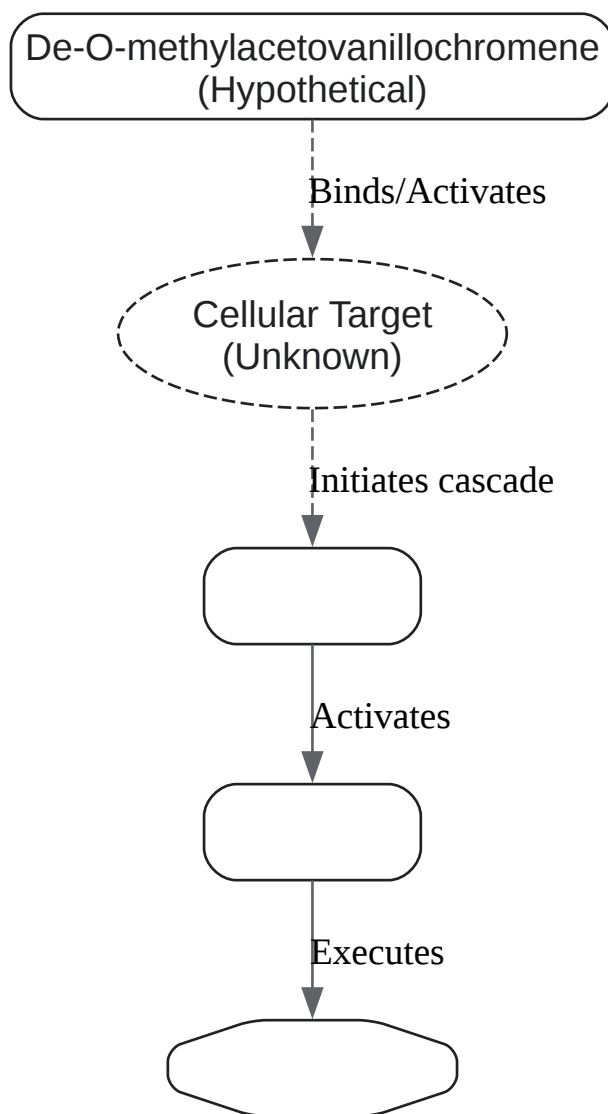 De-O-methylacetovanillochromene
(Hypothetical)
Binds/Activates
Cellular Target
(Unknown)
Initiates cascade
Activates
Executes